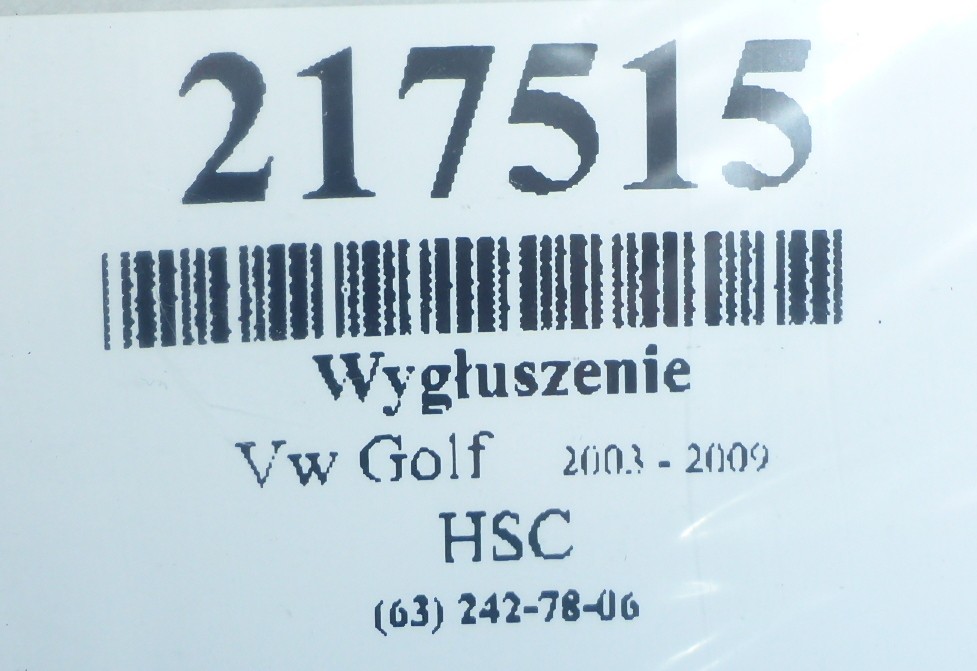 217515
Wygłuszenie
Vw Golf 2003 - 2009
HSC
(63) 242-78-06